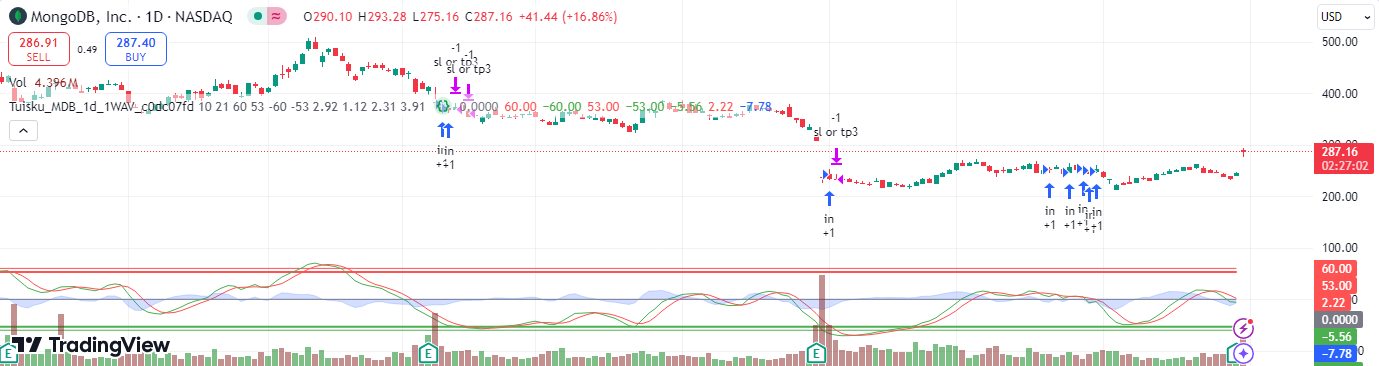 MongoDB, Inc. · 1D · NASDAQ
O290.10 H293.28 L275.16 C287.16 +41.44 (+16.86%)
USD
286.91
SELL
0.49
287.40
BUY
Vol 4.396M
Tuisku_MDB_1d_1WAV_c0dc07fd 10 21 60 53 -60 -53 2.92 1.12 2.31 3.91
0.0000 60.00 −60.00 53.00 −53.00 −5.56 2.22 −7.78
-1
sl or tp3
-1
sl or tp3
in
+1
-1
sl or tp3
in
+1
in
+1
in
+1
in
+1
in
+1
500.00
400.00
287.16
02:27:02
200.00
100.00
60.00
53.00
2.22
0.0000
−5.56
−7.78
E
E
E
TradingView